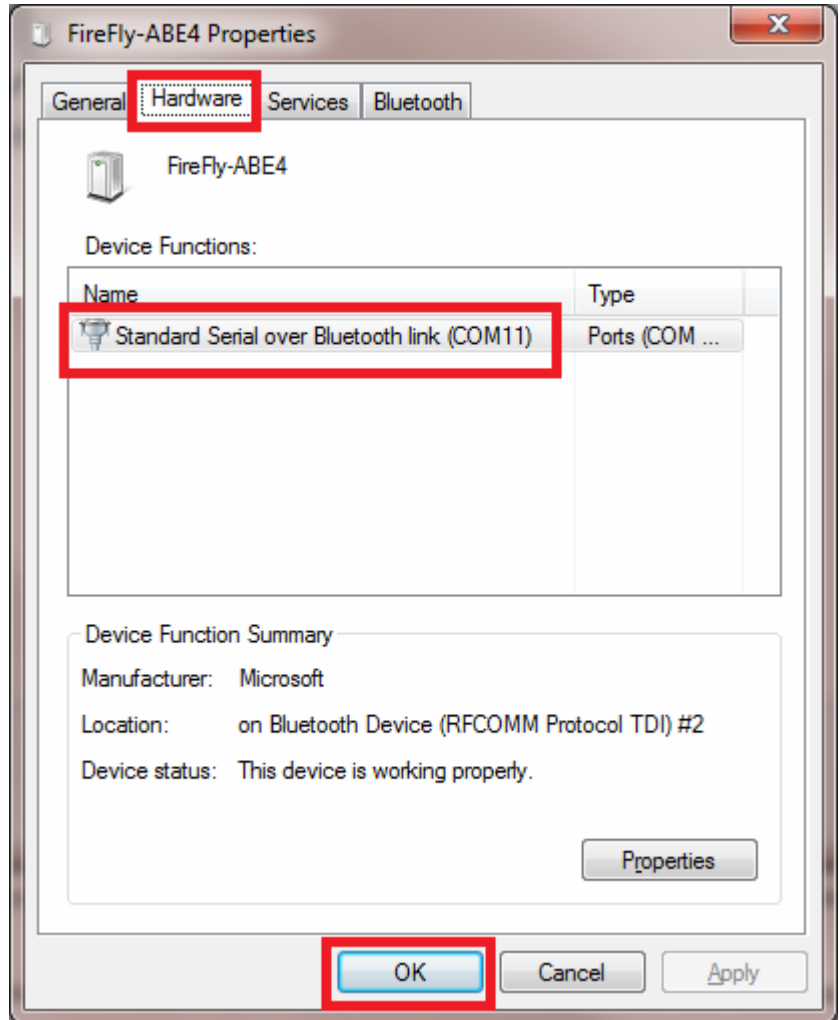 FireFly-ABE4 Properties
General Hardware Services Bluetooth
FireFly-ABE4
Device Functions:
Name Type
Standard Serial over Bluetooth link (COM11) Ports (COM ...
Device Function Summary
Manufacturer: Microsoft
Location: on Bluetooth Device (RFCOMM Protocol TDI) #2
Device status: This device is working properly.
Properties
OK Cancel Apply